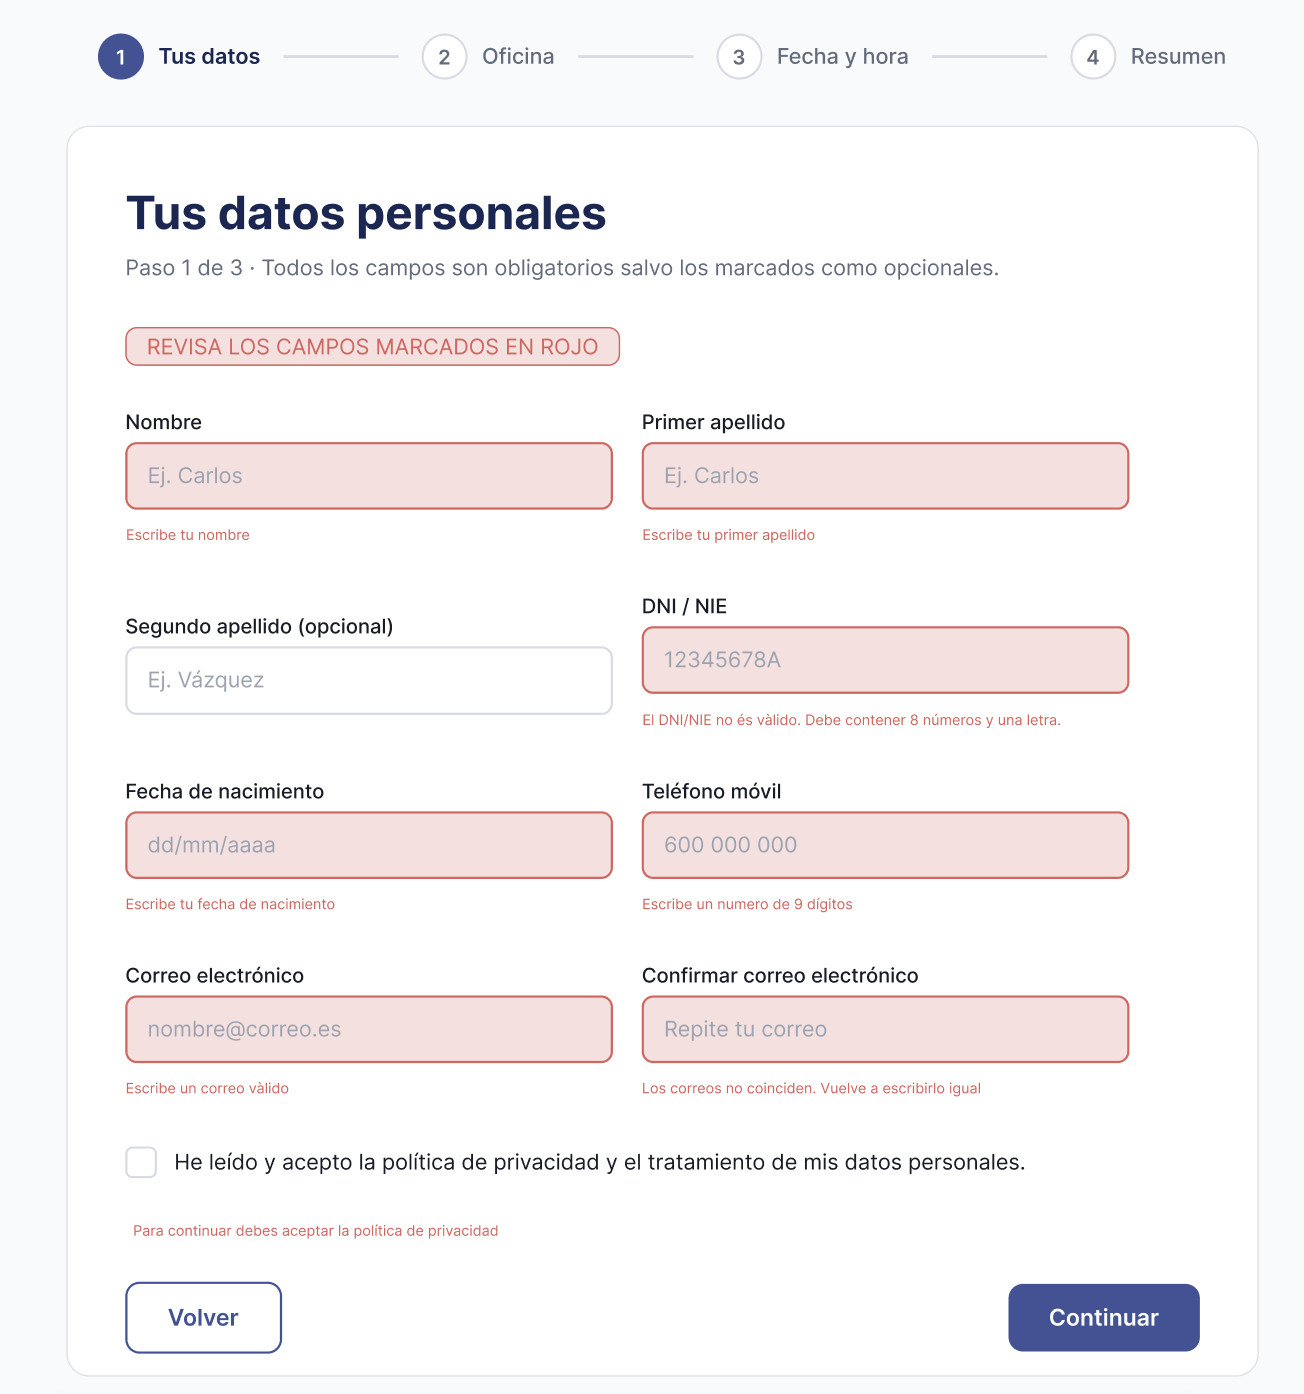 1 Tus datos 2 Oficina 3 Fecha y hora 4 Resumen
Tus datos personales
Paso 1 de 3 · Todos los campos son obligatorios salvo los marcados como opcionales.
REVISA LOS CAMPOS MARCADOS EN ROJO
Nombre
Ej. Carlos
Escribe tu nombre
Primer apellido
Ej. Carlos
Escribe tu primer apellido
Segundo apellido (opcional)
Ej. Vázquez
DNI / NIE
12345678A
El DNI/NIE no és vàlido. Debe contener 8 números y una letra.
Fecha de nacimiento
dd/mm/aaaa
Escribe tu fecha de nacimiento
Teléfono móvil
600 000 000
Escribe un numero de 9 dígitos
Correo electrónico
nombre@correo.es
Escribe un correo vàlido
Confirmar correo electrónico
Repite tu correo
Los correos no coinciden. Vuelve a escribirlo igual
He leído y acepto la política de privacidad y el tratamiento de mis datos personales.
Para continuar debes aceptar la política de privacidad
Volver
Continuar